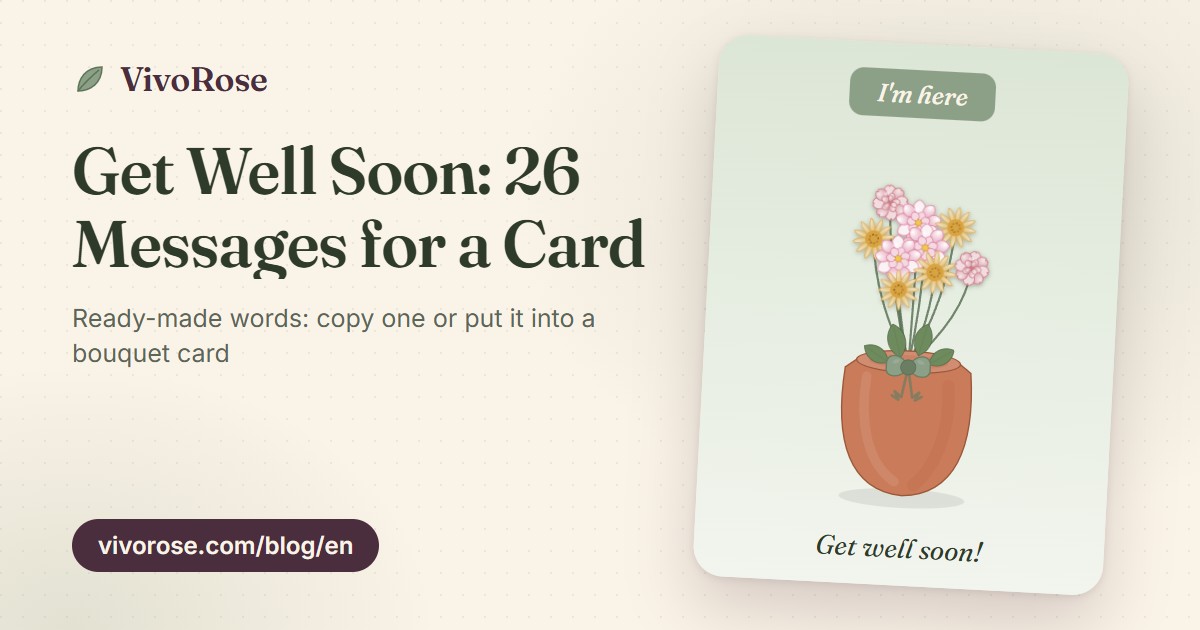 VivoRose
Get Well Soon: 26
Messages for a Card
Ready-made words: copy one or put it into a
bouquet card
vivorose.com/blog/en
I'm here
Get well soon!